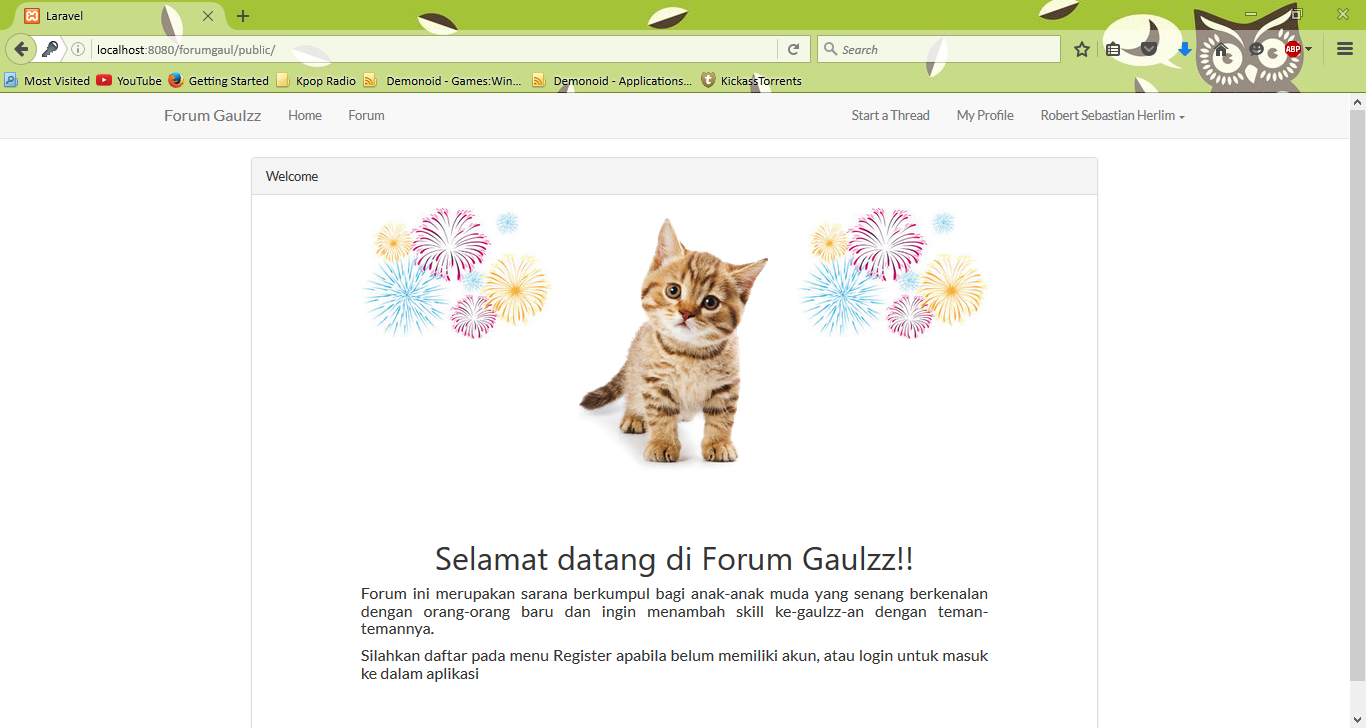 Laravel
localhost:8080/forumgaul/public/
Search
ABP
Most Visited YouTube Getting Started Kpop Radio Demonoid - Games:Win... Demonoid - Applications... KickassTorrents
Forum Gaulzz Home Forum Start a Thread My Profile Robert Sebastian Herlim
Welcome
Selamat datang di Forum Gaulzz!!
Forum ini merupakan sarana berkumpul bagi anak-anak muda yang senang berkenalan
dengan orang-orang baru dan ingin menambah skill ke-gaulzz-an dengan teman-
temannya.
Silahkan daftar pada menu Register apabila belum memiliki akun, atau login untuk masuk
ke dalam aplikasi